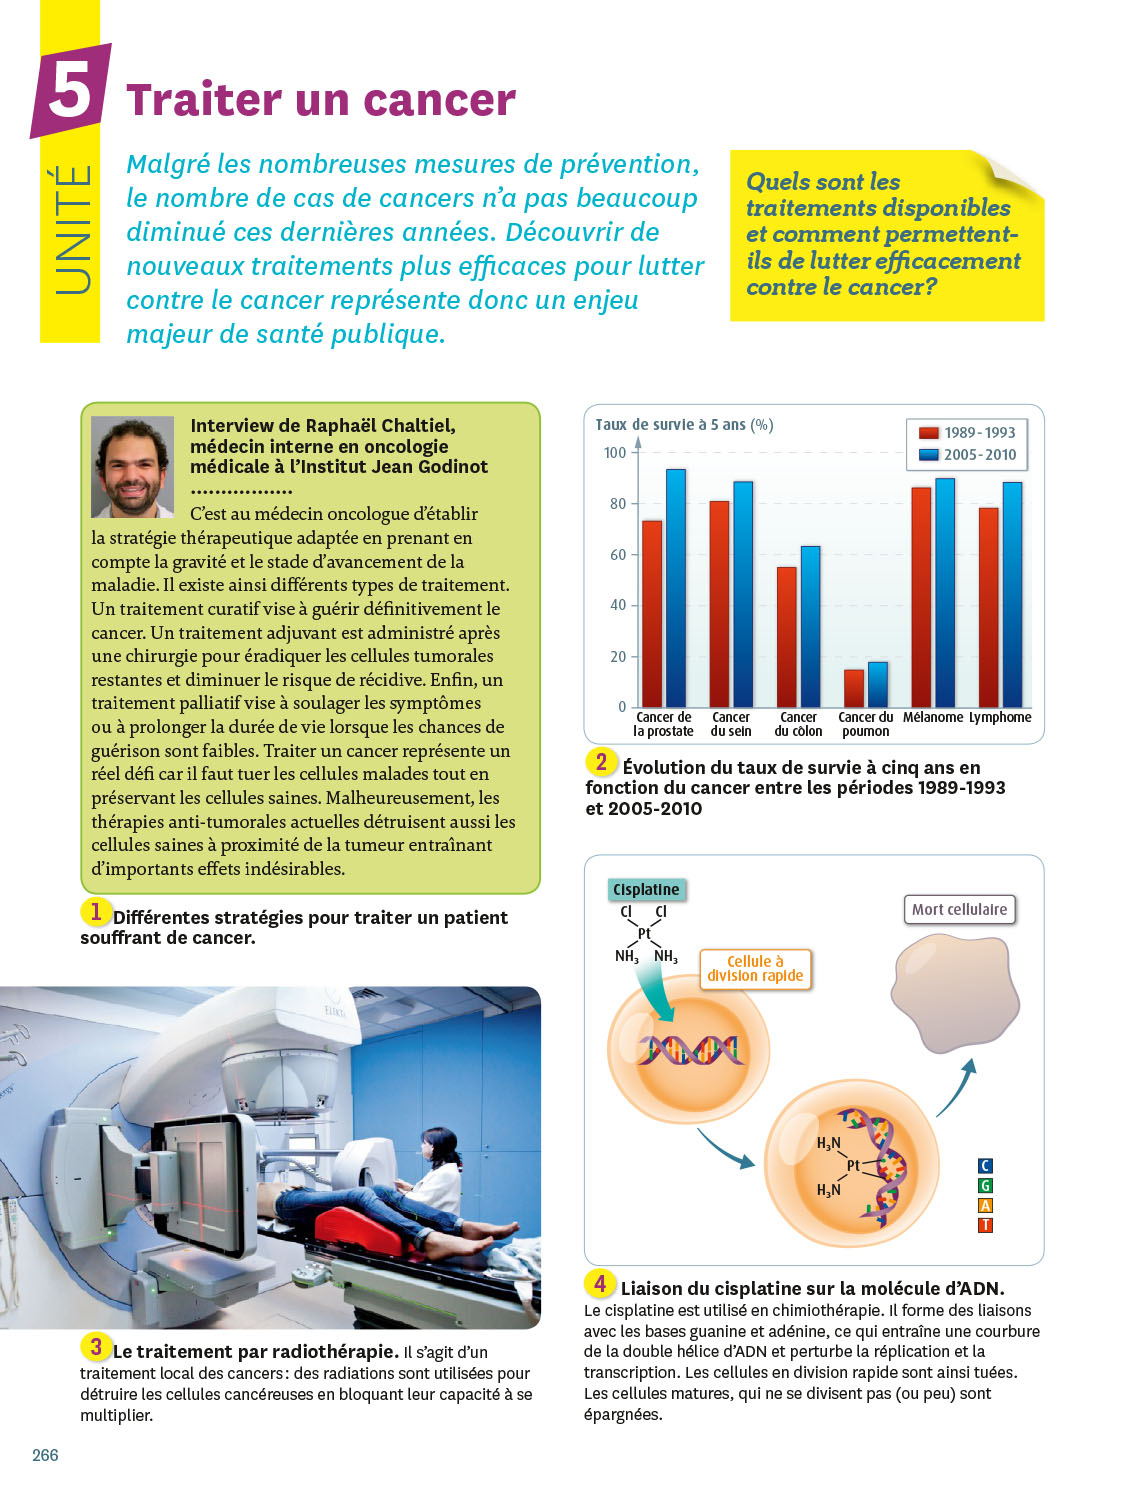 5
UNITÉ
Traiter un cancer
Malgré les nombreuses mesures de prévention,
le nombre de cas de cancers n'a pas beaucoup
diminué ces dernières années. Découvrir de
nouveaux traitements plus efficaces pour lutter
contre le cancer représente donc un enjeu
majeur de santé publique.
Quels sont les
traitements disponibles
et comment permettent-
ils de lutter efficacement
contre le cancer?
Interview de Raphaël Chaltiel,
médecin interne en oncologie
médicale à l'Institut Jean Godinot
.................
C'est au médecin oncologue d'établir
la stratégie thérapeutique adaptée en prenant en
compte la gravité et le stade d'avancement de la
maladie. Il existe ainsi différents types de traitement.
Un traitement curatif vise à guérir définitivement le
cancer. Un traitement adjuvant est administré après
une chirurgie pour éradiquer les cellules tumorales
restantes et diminuer le risque de récidive. Enfin, un
traitement palliatif vise à soulager les symptômes
ou à prolonger la durée de vie lorsque les chances de
guérison sont faibles. Traiter un cancer représente un
réel défi car il faut tuer les cellules malades tout en
préservant les cellules saines. Malheureusement, les
thérapies anti-tumorales actuelles détruisent aussi les
cellules saines à proximité de la tumeur entraînant
d'importants effets indésirables.
1 Différentes stratégies pour traiter un patient
souffrant de cancer.
Taux de survie à 5 ans (%)
1989-1993
2005-2010
100
80
60
40
20
0
Cancer de
la prostate
Cancer
du sein
Cancer
du côlon
Cancer du
poumon
Mélanome
Lymphome
2 Évolution du taux de survie à cinq ans en
fonction du cancer entre les périodes 1989-1993
et 2005-2010
ELEKTA
3 Le traitement par radiothérapie. Il s'agit d'un
traitement local des cancers : des radiations sont utilisées pour
détruire les cellules cancéreuses en bloquant leur capacité à se
multiplier.
Cisplatine
Cl Cl
Pt
NH3 NH3
Cellule à
division rapide
Mort cellulaire
H3N
Pt
H3N
C
G
A
T
4 Liaison du cisplatine sur la molécule d'ADN.
Le cisplatine est utilisé en chimiothérapie. Il forme des liaisons
avec les bases guanine et adénine, ce qui entraîne une courbure
de la double hélice d'ADN et perturbe la réplication et la
transcription. Les cellules en division rapide sont ainsi tuées.
Les cellules matures, qui ne se divisent pas (ou peu) sont
épargnées.
266